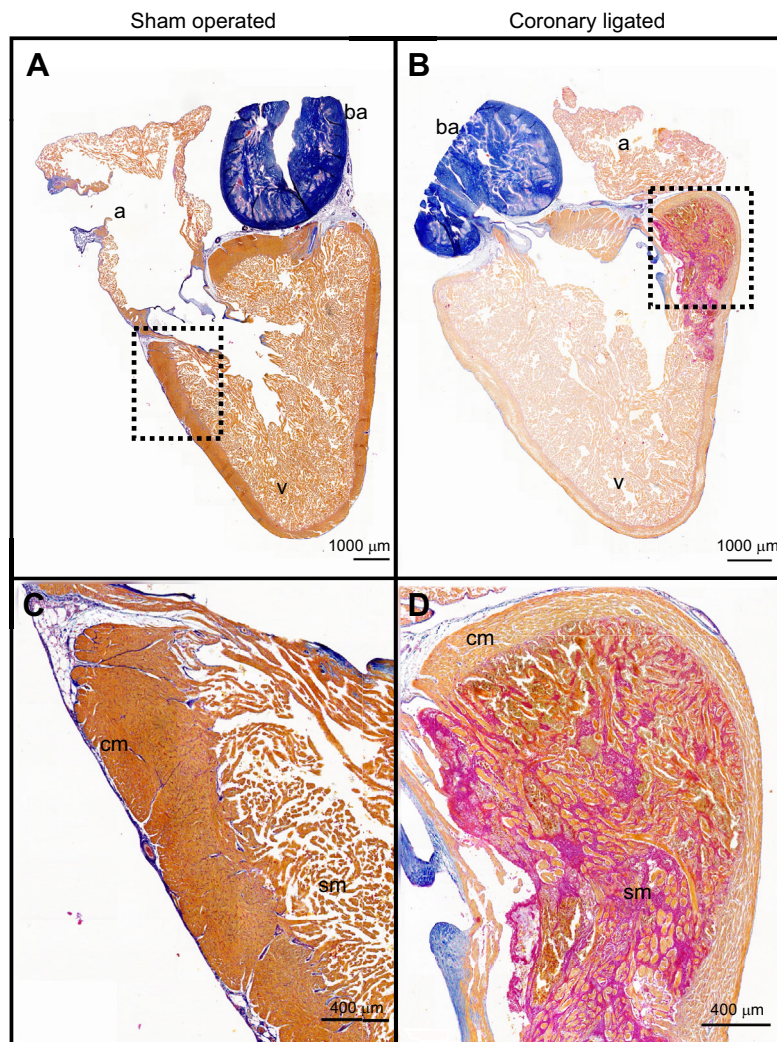 Sham operated
Coronary ligated
A
ba
a
v
1000 μm
B
ba
a
v
1000 μm
C
cm
sm
400 μm
D
cm
sm
400 μm